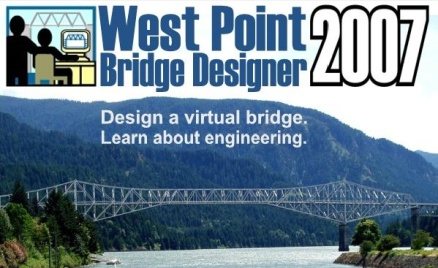 West Point
Bridge Designer
2007
Design a virtual bridge.
Learn about engineering.